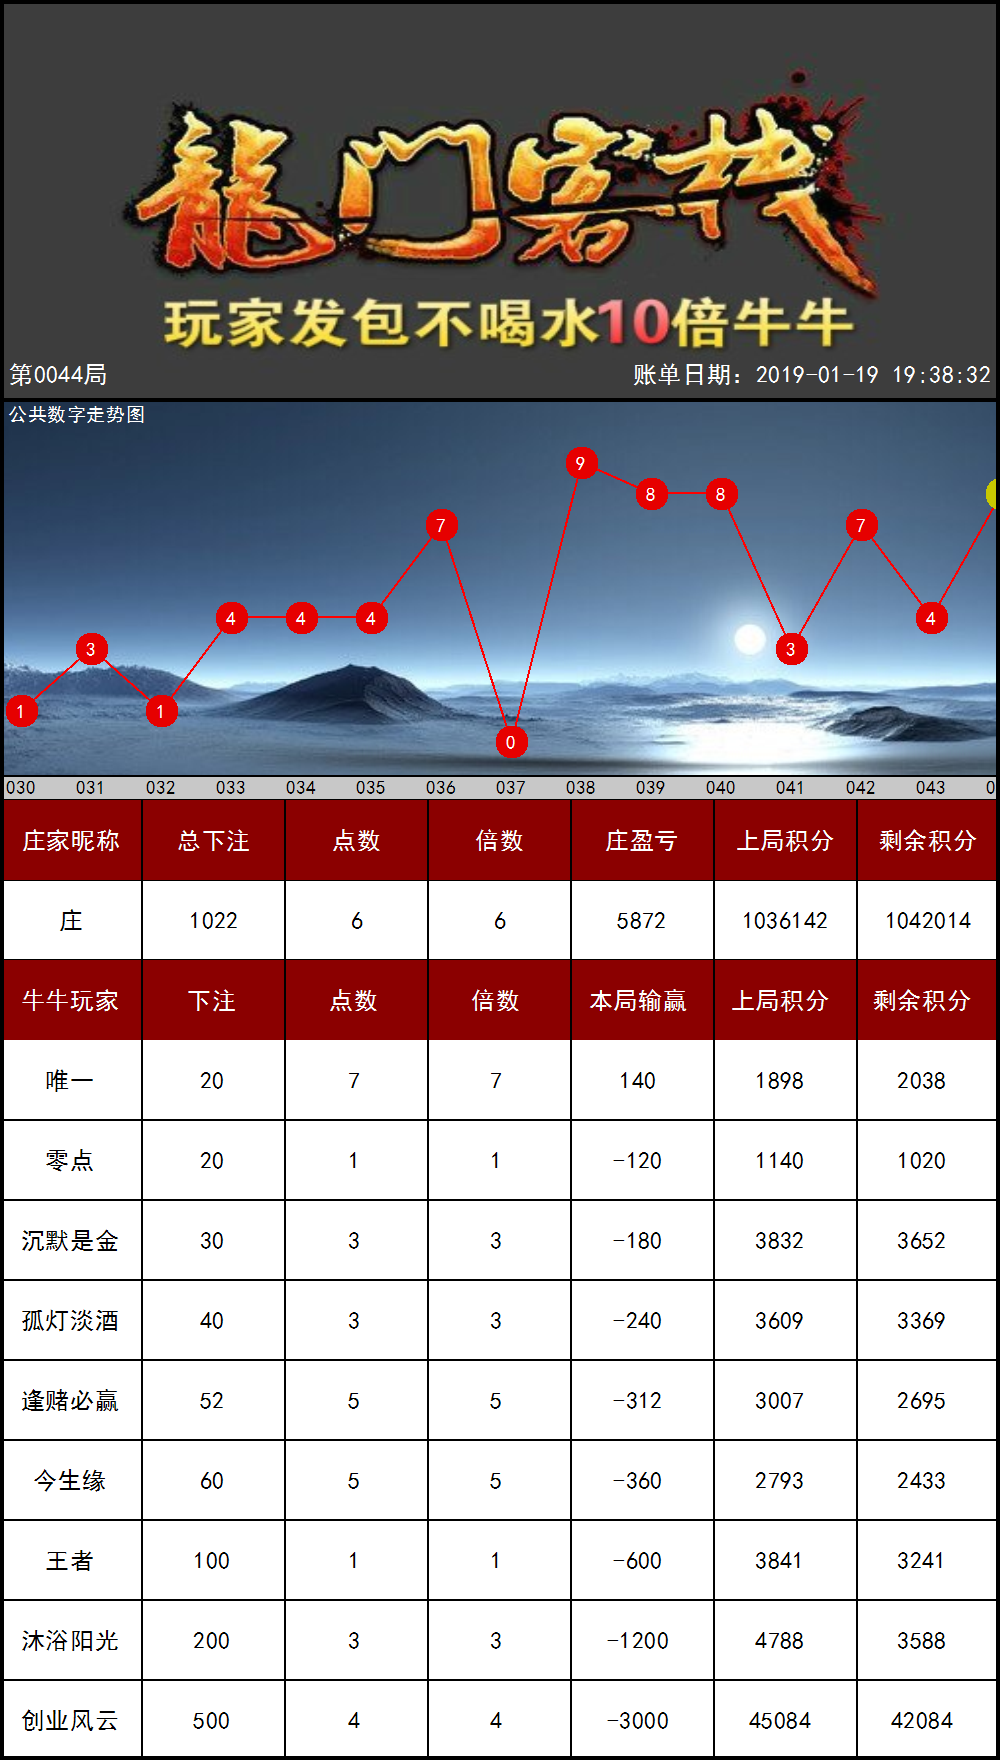 龍门客栈
玩家发包不喝水10倍牛牛
第0044局 账单日期：2019-01-19 19:38:32
公共数字走势图
9
8 8
7 7
4 4 4 4
3 3
1 1
0
030 031 032 033 034 035 036 037 038 039 040 041 042 043 0
庄家昵称 总下注 点数 倍数 庄盈亏 上局积分 剩余积分
庄 1022 6 6 5872 1036142 1042014
牛牛玩家 下注 点数 倍数 本局输赢 上局积分 剩余积分
唯一 20 7 7 140 1898 2038
零点 20 1 1 -120 1140 1020
沉默是金 30 3 3 -180 3832 3652
孤灯淡酒 40 3 3 -240 3609 3369
逢赌必赢 52 5 5 -312 3007 2695
今生缘 60 5 5 -360 2793 2433
王者 100 1 1 -600 3841 3241
沐浴阳光 200 3 3 -1200 4788 3588
创业风云 500 4 4 -3000 45084 42084